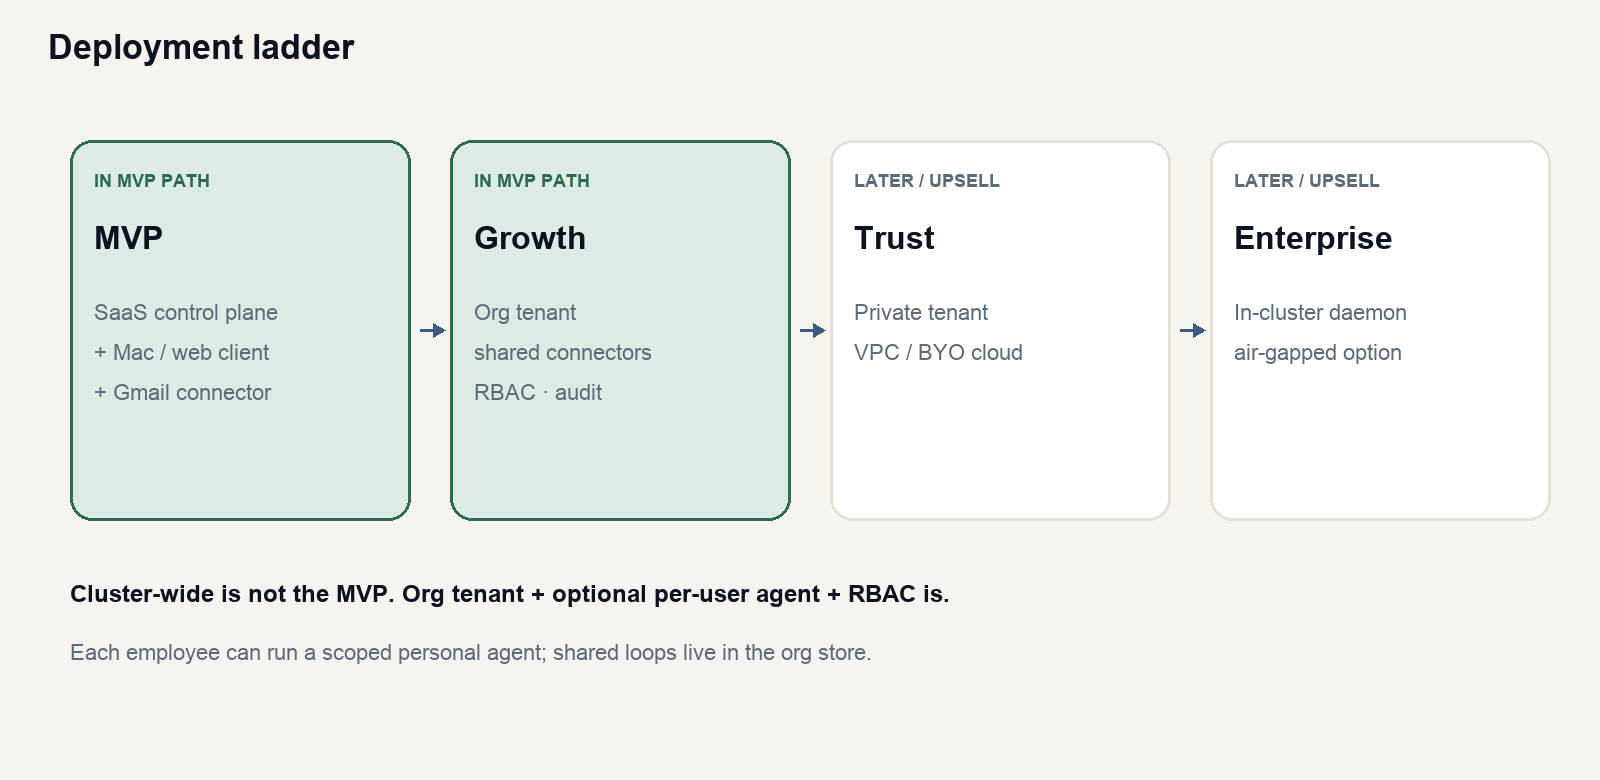 Deployment ladder
IN MVP PATH
MVP
SaaS control plane
+ Mac / web client
+ Gmail connector
IN MVP PATH
Growth
Org tenant
shared connectors
RBAC · audit
LATER / UPSELL
Trust
Private tenant
VPC / BYO cloud
LATER / UPSELL
Enterprise
In-cluster daemon
air-gapped option
Cluster-wide is not the MVP. Org tenant + optional per-user agent + RBAC is.
Each employee can run a scoped personal agent; shared loops live in the org store.